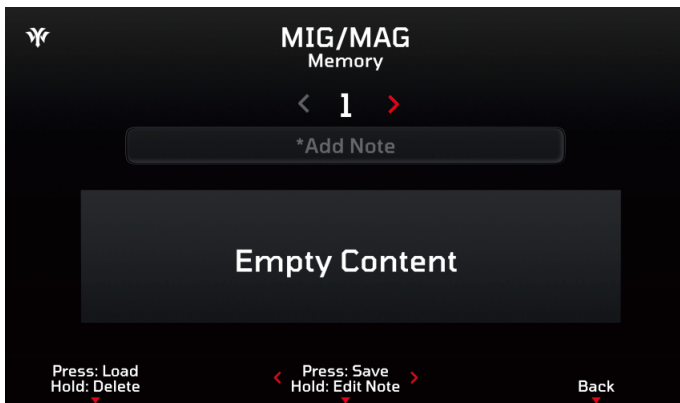 MIG/MAG
Memory
< 1 >
*Add Note
Empty Content
Press: Load
Hold: Delete
< Press: Save >
Hold: Edit Note
Back